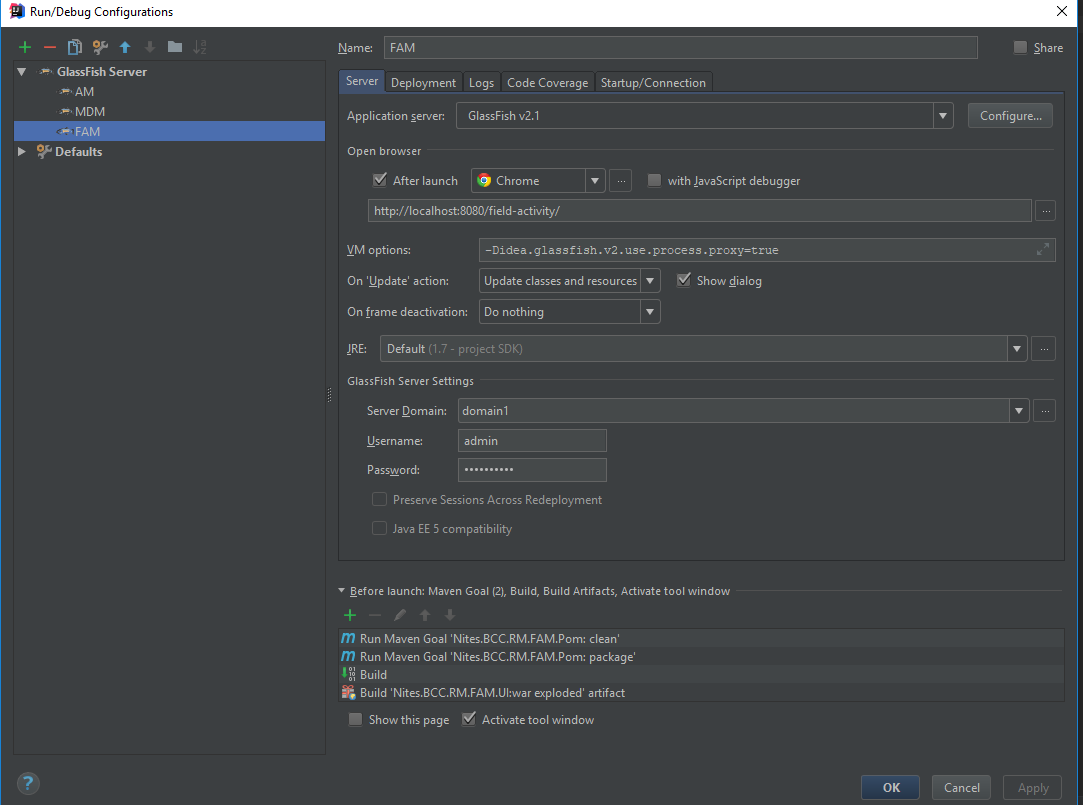 Run/Debug Configurations
Name: FAM Share
GlassFish Server
AM
MDM
FAM
Defaults
Server Deployment Logs Code Coverage Startup/Connection
Application server: GlassFish v2.1 Configure...
Open browser
After launch Chrome ... with JavaScript debugger
http://localhost:8080/field-activity/ ...
VM options: -Didea.glassfish.v2.use.process.proxy=true
On 'Update' action: Update classes and resources Show dialog
On frame deactivation: Do nothing
JRE: Default (1.7 - project SDK) ...
GlassFish Server Settings
Server Domain: domain1 ...
Username: admin
Password: ••••••••••
Preserve Sessions Across Redeployment
Java EE 5 compatibility
Before launch: Maven Goal (2), Build, Build Artifacts, Activate tool window
Run Maven Goal 'Nites.BCC.RM.FAM.Pom: clean'
Run Maven Goal 'Nites.BCC.RM.FAM.Pom: package'
Build
Build 'Nites.BCC.RM.FAM.UI:war exploded' artifact
Show this page Activate tool window
? OK Cancel Apply